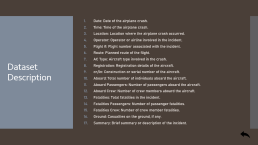 Dataset
Description
1. Date: Date of the airplane crash.
2. Time: Time of the airplane crash.
3. Location: Location where the airplane crash occurred.
4. Operator: Operator or airline involved in the incident.
5. Flight #: Flight number associated with the incident.
6. Route: Planned route of the flight.
7. AC Type: Aircraft type involved in the crash.
8. Registration: Registration details of the aircraft.
9. cn/ln: Construction or serial number of the aircraft.
10. Aboard: Total number of individuals aboard the aircraft.
11. Aboard Passengers: Number of passengers aboard the aircraft.
12. Aboard Crew: Number of crew members aboard the aircraft.
13. Fatalities: Total fatalities in the incident.
14. Fatalities Passengers: Number of passenger fatalities.
15. Fatalities Crew: Number of crew member fatalities.
16. Ground: Casualties on the ground, if any.
17. Summary: Brief summary or description of the incident.